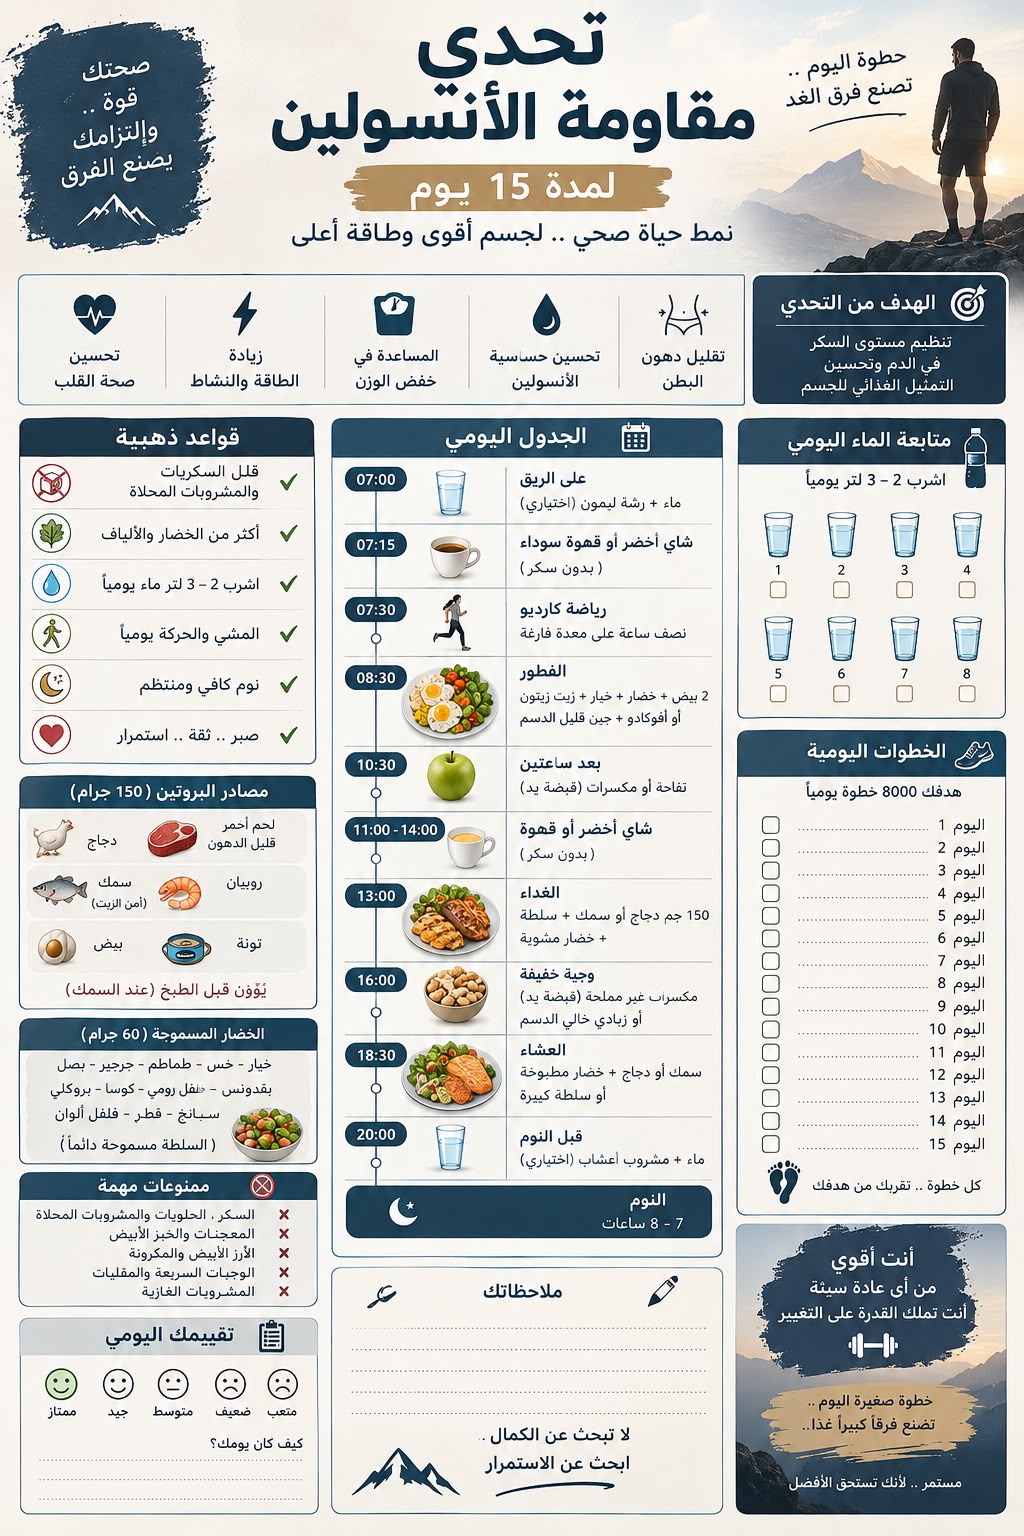 تحدي
مقاومة الأنسولين
لمدة 15 يوم
نمط حياة صحي .. لجسم أقوى وطاقة أعلى
خطوة اليوم ..
تصنع فرق الغد
صحتك
قوة ..
وإلتزامك
يصنع الفرق
الهدف من التحدي
تنظيم مستوى السكر
في الدم وتحسين
التمثيل الغذائي للجسم
تقليل دهون
البطن
تحسين حساسية
الأنسولين
المساعدة في
خفض الوزن
زيادة
الطاقة والنشاط
تحسين
صحة القلب
متابعة الماء اليومي
اشرب 2 – 3 لتر يومياً
1 2 3 4
5 6 7 8
الخطوات اليومية
هدفك 8000 خطوة يومياً
اليوم 1
اليوم 2
اليوم 3
اليوم 4
اليوم 5
اليوم 6
اليوم 7
اليوم 8
اليوم 9
اليوم 10
اليوم 11
اليوم 12
اليوم 13
اليوم 14
اليوم 15
كل خطوة .. تقربك من هدفك
أنت أقوي
من أى عادة سيئة
أنت تملك القدرة على التغيير
خطوة صغيرة اليوم ..
تضنع فرقاً كبيراً غذا..
مستمر .. لأنك تستحق الأفضل
الجدول اليومي
07:00
على الريق
ماء + رشة ليمون (اختياري)
07:15
شاي أخضر أو قهوة سوداء
( بدون سكر )
07:30
رياضة كارديو
نصف ساعة على معدة فارغة
08:30
الفطور
2 بيض + خضار + خيار + زيت زيتون
أو أفوكادو + جبن قليل الدسم
10:30
بعد ساعتين
تفاحة أو مكسرات (قبضة يد)
11:00 - 14:00
شاي أخضر أو قهوة
( بدون سكر )
13:00
الغداء
150 جم دجاج أو سمك + سلطة
+ خضار مشوية
16:00
وجبة خفيفة
مكسرات غير مملحة (قبضة يد)
أو زبادي خالي الدسم
18:30
العشاء
سمك أو دجاج + خضار مطبوخة
أو سلطة كبيرة
20:00
قبل النوم
ماء + مشروب أعشاب (اختياري)
النوم
7 – 8 ساعات
ملاحظاتك
لا تبحث عن الكمال ..
ابحث عن الاستمرار
قواعد ذهبية
قلل السكريات
والمشروبات المحلاة
أكثر من الخضار والألياف
اشرب 2 – 3 لتر ماء يومياً
المشي والحركة يومياً
نوم كافي ومنتظم
صبر .. ثقة .. استمرار
مصادر البروتين ( 150 جرام)
لحم أخمر
قليل الدهون
دجاج
روبيان
سمك
(أمن الزيت)
تونة
بيض
قبل الطبخ (عند السمك)
الخضار المسموحة ( 60 جرام)
خيار – خس – طماطم – جرجير – بصل
بقدونس – رومي – كوسا – بروكلي
سبانخ – قطر – فلفل ألوان
( السلطة مسموحة دائماً )
ممنوعات مهمة
السكر ، الحلويات والمشروبات المحلاة
المعجنات والخبز الأبيض
الأرز الأبيض والمكرونة
الوجبات السريعة والمقليات
المشروبات الغازية
تقييمك اليومي
متعب ضعيف متوسط جيد ممتاز
كيف كان يومك؟